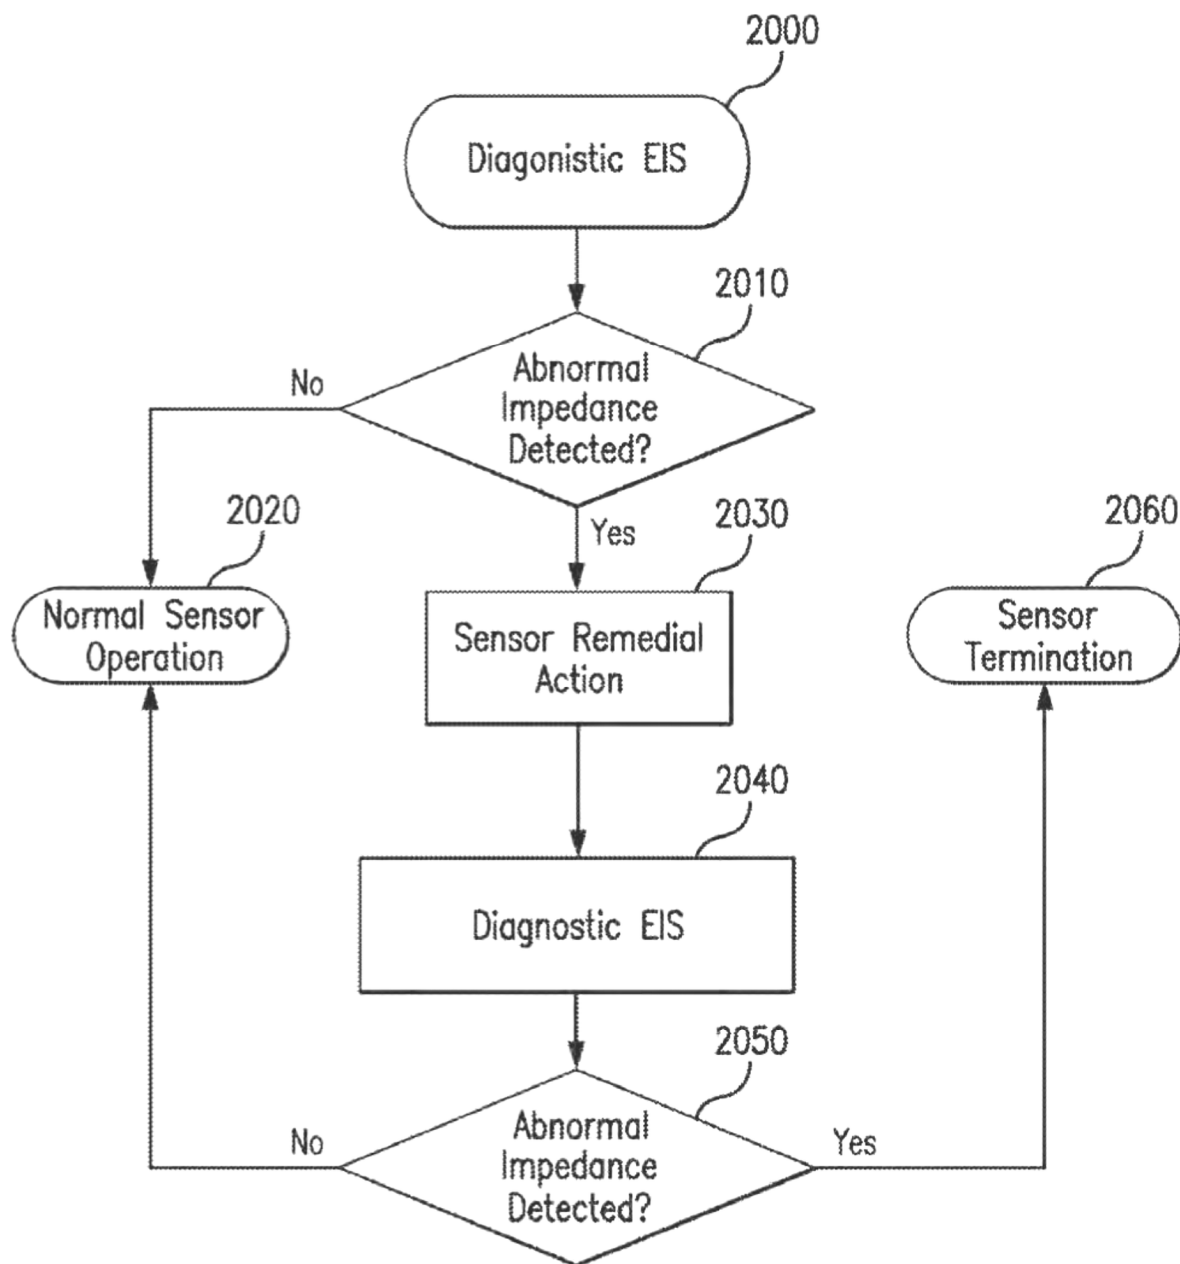 2000
Diagonistic EIS
2010
Abnormal
Impedance
Detected?
No
Yes
2020
Normal Sensor
Operation
2030
Sensor Remedial
Action
2060
Sensor
Termination
2040
Diagnostic EIS
2050
Abnormal
Impedance
Detected?
No
Yes